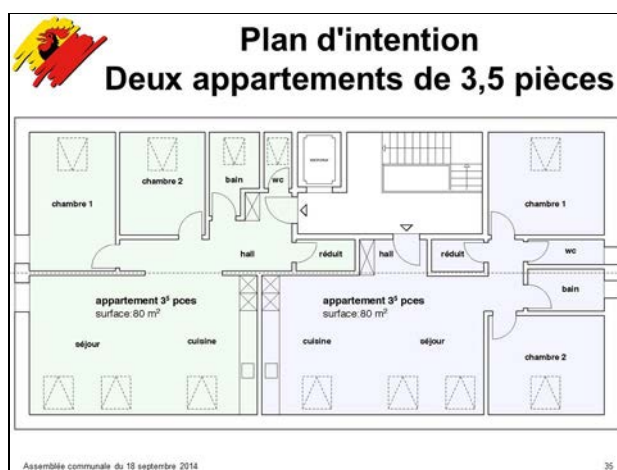 Plan d'intention
Deux appartements de 3,5 pièces
chambre 1
chambre 2
bain
wc
hall
réduit
hall
réduit
chambre 1
wc
bain
chambre 2
appartement 3⁵ pces
surface:80 m²
séjour
cuisine
appartement 3⁵ pces
surface:80 m²
cuisine
séjour
Assemblée communale du 18 septembre 2014
35